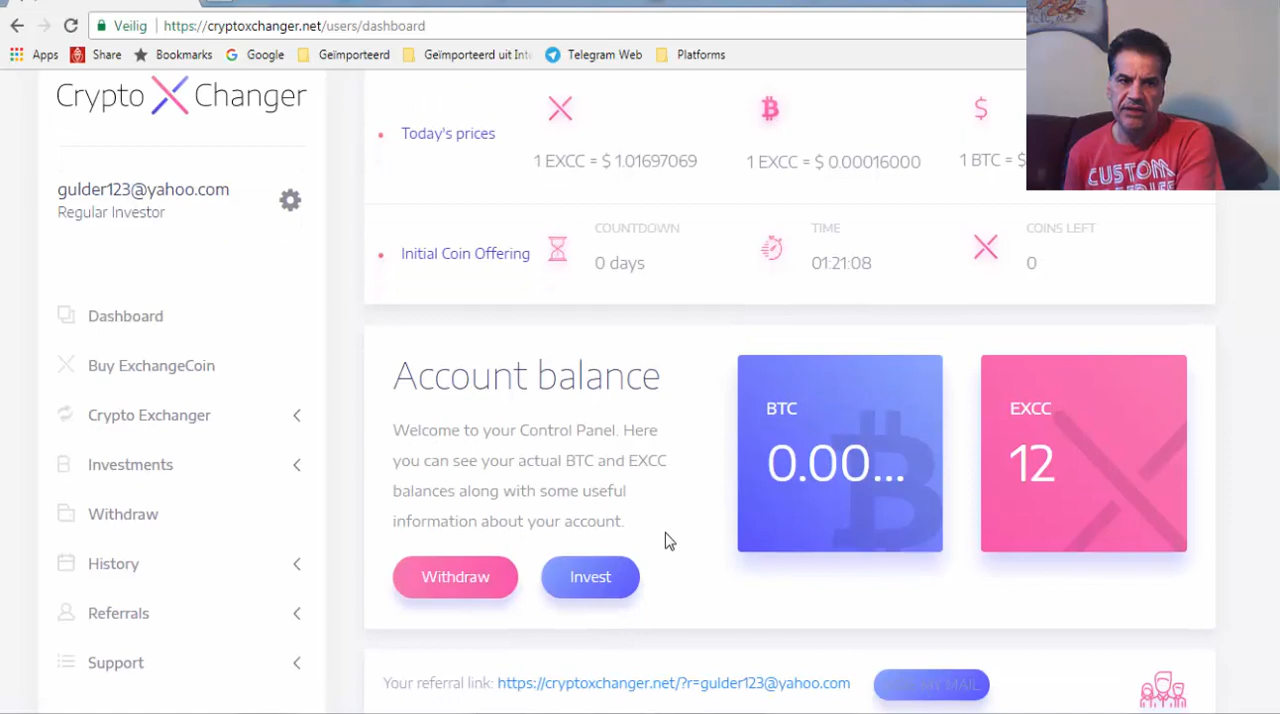 Veilig https://cryptoxchanger.net/users/dashboard
Apps Share Bookmarks Google Geïmporteerd Geïmporteerd uit Inte Telegram Web Platforms
Crypto X Changer
gulder123@yahoo.com
Regular Investor
Dashboard
Buy ExchangeCoin
Crypto Exchanger
Investments
Withdraw
History
Referrals
Support
Today's prices
1 EXCC = $ 1.01697069
1 EXCC = $ 0.00016000
1 BTC = $
Initial Coin Offering
COUNTDOWN
0 days
TIME
01:21:08
COINS LEFT
0
Account balance
Welcome to your Control Panel. Here
you can see your actual BTC and EXCC
balances along with some useful
information about your account.
Withdraw Invest
BTC
0.00...
EXCC
12
Your referral link: https://cryptoxchanger.net/?r=gulder123@yahoo.com
MY MAIL
CUSTOM